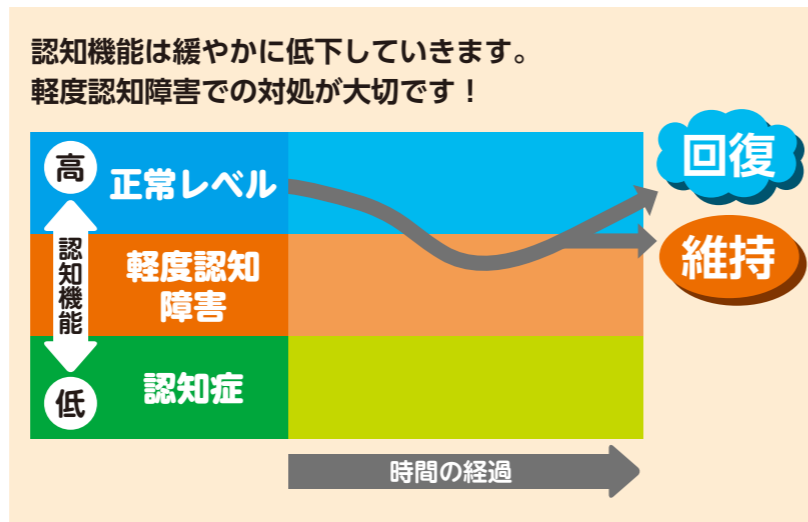 認知機能は緩やかに低下していきます。
軽度認知障害での対処が大切です！
高
正常レベル
回復
認知機能
軽度認知
障害
維持
低
認知症
時間の経過